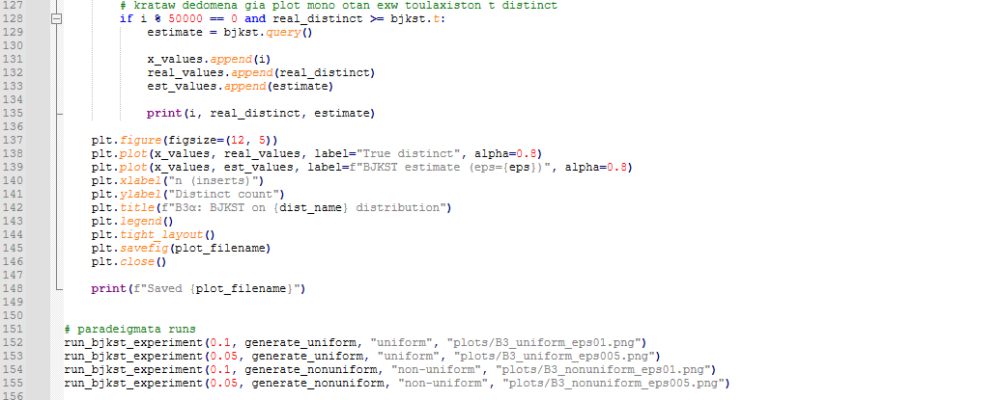 127 # krataw dedomena gia plot mono otan exw toulaxiston t distinct
128 if i % 50000 == 0 and real_distinct >= bjkst.t:
129 estimate = bjkst.query()
130
131 x_values.append(i)
132 real_values.append(real_distinct)
133 est_values.append(estimate)
134
135 print(i, real_distinct, estimate)
136
137 plt.figure(figsize=(12, 5))
138 plt.plot(x_values, real_values, label="True distinct", alpha=0.8)
139 plt.plot(x_values, est_values, label=f"BJKST estimate (eps={eps})", alpha=0.8)
140 plt.xlabel("n (inserts)")
141 plt.ylabel("Distinct count")
142 plt.title(f"B3α: BJKST on {dist_name} distribution")
143 plt.legend()
144 plt.tight_layout()
145 plt.savefig(plot_filename)
146 plt.close()
147
148 print(f"Saved {plot_filename}")
149
150
151 # paradeigmata runs
152 run_bjkst_experiment(0.1, generate_uniform, "uniform", "plots/B3_uniform_eps01.png")
153 run_bjkst_experiment(0.05, generate_uniform, "uniform", "plots/B3_uniform_eps005.png")
154 run_bjkst_experiment(0.1, generate_nonuniform, "non-uniform", "plots/B3_nonuniform_eps01.png")
155 run_bjkst_experiment(0.05, generate_nonuniform, "non-uniform", "plots/B3_nonuniform_eps005.png")
156